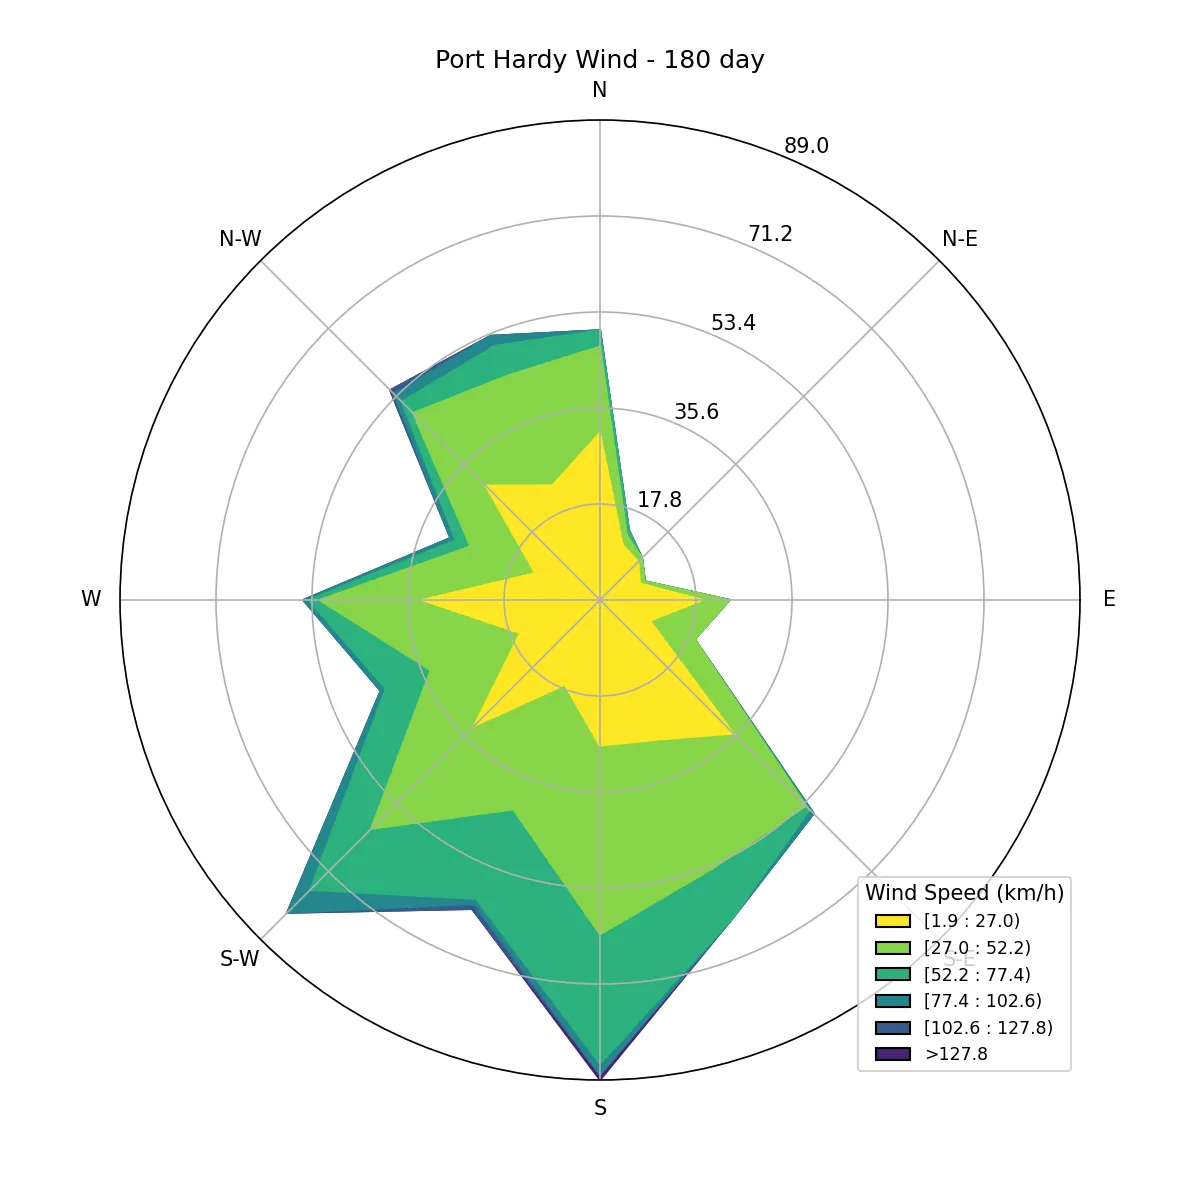 Port Hardy Wind - 180 day
N
89.0
N-W
71.2
N-E
53.4
35.6
17.8
W
E
Wind Speed (km/h)
[1.9 : 27.0)
[27.0 : 52.2)
S-W
S-E
[52.2 : 77.4)
[77.4 : 102.6)
[102.6 : 127.8)
>127.8
S